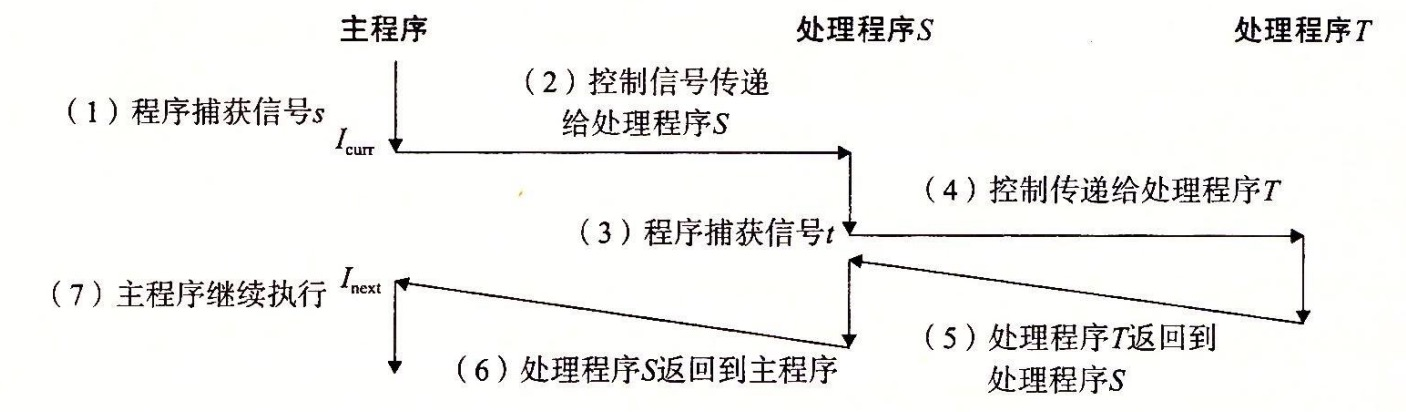 主程序
处理程序S
处理程序T
(1)程序捕获信号s
I curr
(2)控制信号传递
给处理程序S
(3)程序捕获信号t
(4)控制传递给处理程序T
(5)处理程序T返回到
处理程序S
(6)处理程序S返回到主程序
(7)主程序继续执行
I next